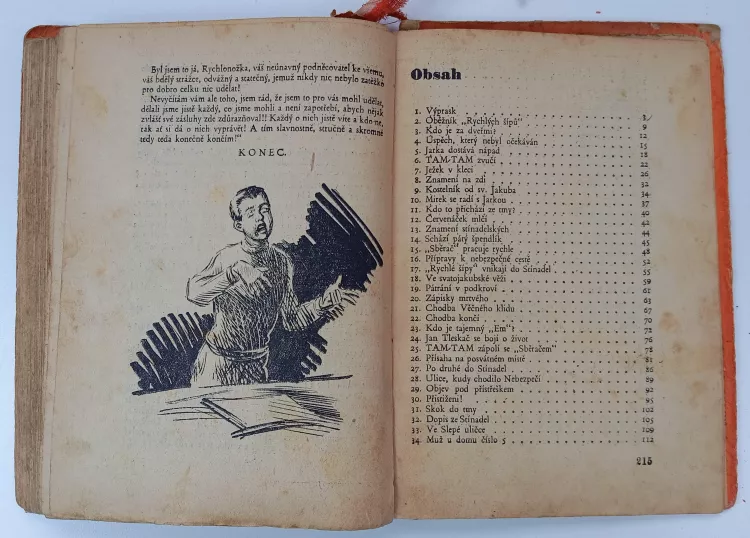 Byl jsem to já, Rychlonožka, váš neúnavný podněcovatel ke všemu,
váš bdělý strážce, odvážný a statečný, jemuž nikdy nic nebylo zatěžko
pro dobro celku nic udělat!
Nevyčítám vám ale toho, jsem rád, že jsem to pro vás mohl udělat,
dělali jsme jistě každý, co jsme mohli a není zapotřebí, abych nějak
zvlášť své zásluhy zde zdůrazňoval!! Každý o nich jistě víte a kdo ne,
tak ať si dá o nich vyprávět! A tím slavnostně, stručně a skromně
tedy teda konečně končím!"
KONEC.
Obsah
1. Výprask 1
2. Oběžník „Rychlých šípů" 9
3. Kdo je za dveřmi? 12
4. Úspěch, který nebyl očekáván 15
5. Jarka dostává nápad 18
6. TAM-TAM zvučí 22
7. Ježek v kleci 26
8. Znamení na zdi 32
9. Kostelník od sv. Jakuba 34
10. Mirek se radí s Jarkou 37
11. Kdo to přichází ze tmy? 40
12. Červenáček mlčí 42
13. Znamení stínadelských 44
14. Schází pátý špendlík 45
15. „Sběrač" pracuje rychle 48
16. Přípravy k nebezpečné cestě 52
17. „Rychlé šípy" vnikají do Stínadel 55
18. Ve svatojakubské věži 59
19. Pátrání v podkroví 61
20. Zápisky mrtvého 63
21. Chodba Věčného klidu 67
22. Chodba končí 70
23. Kdo je tajemný „Em"? 72
24. Jan Tleskač se bojí o život 76
25. TAM-TAM zápolí se „Sběračem" 78
26. Přísaha na posvátném místě 81
27. Po druhé do Stínadel 86
28. Ulice, kudy chodilo Nebezpečí 89
29. Objev pod přístřeškem 92
30. Přistiženi! 95
31. Skok do tmy 102
32. Dopis ze Stínadel 105
33. Ve Slepé uličce 109
34. Muž u domu číslo 5 112
215